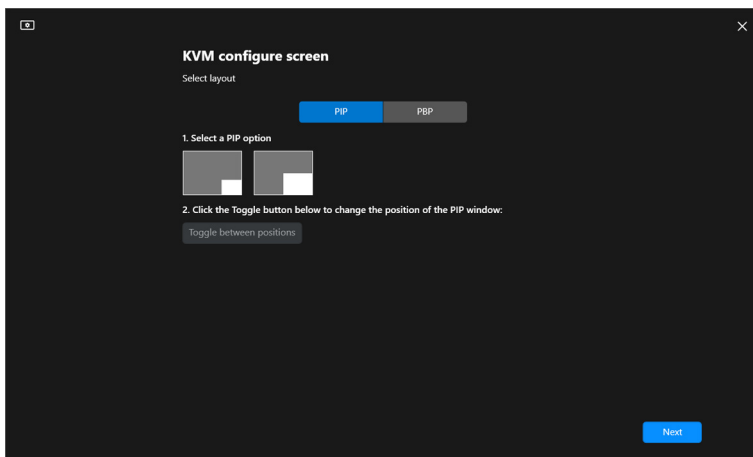 KVM configure screen
Select layout
PIP PBP
1. Select a PIP option
2. Click the Toggle button below to change the position of the PIP window:
Toggle between positions
Next